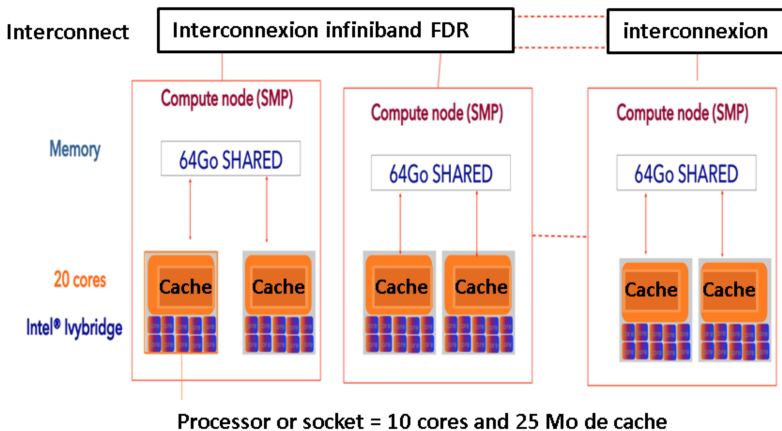 Interconnect
Interconnexion infiniband FDR
interconnexion
Compute node (SMP)
Compute node (SMP)
Compute node (SMP)
Memory
64Go SHARED
64Go SHARED
64Go SHARED
20 cores
Cache
Cache
Cache
Cache
Cache
Cache
Intel® Ivybridge
Processor or socket = 10 cores and 25 Mo de cache